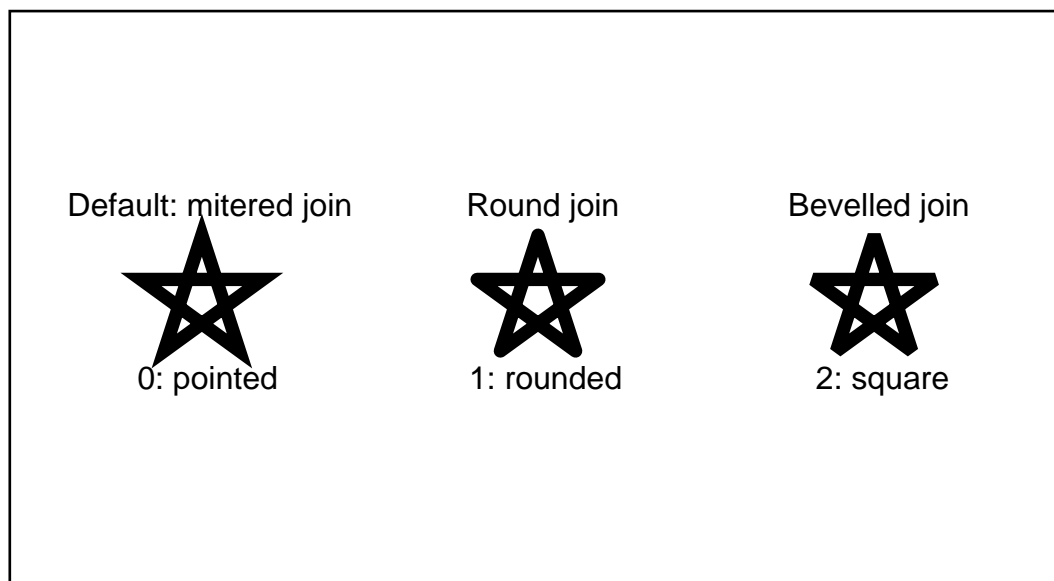 Default: mitered join
Round join
Bevelled join
0: pointed
1: rounded
2: square